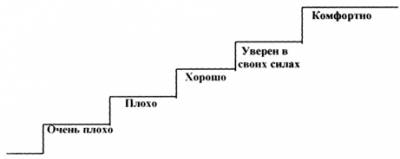 Комфортно
Уверен в
своих силах
Хорошо
Плохо
Очень плохо